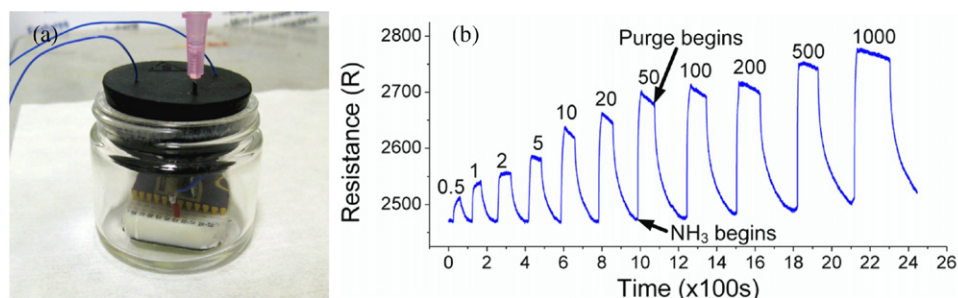 (a)
(b)
2800
2700
2600
2500
Resistance (R)
0.5 1 2 5 10 20 50 100 200 500 1000
Purge begins
NH₃ begins
0 2 4 6 8 10 12 14 16 18 20 22 24 26
Time (x100s)